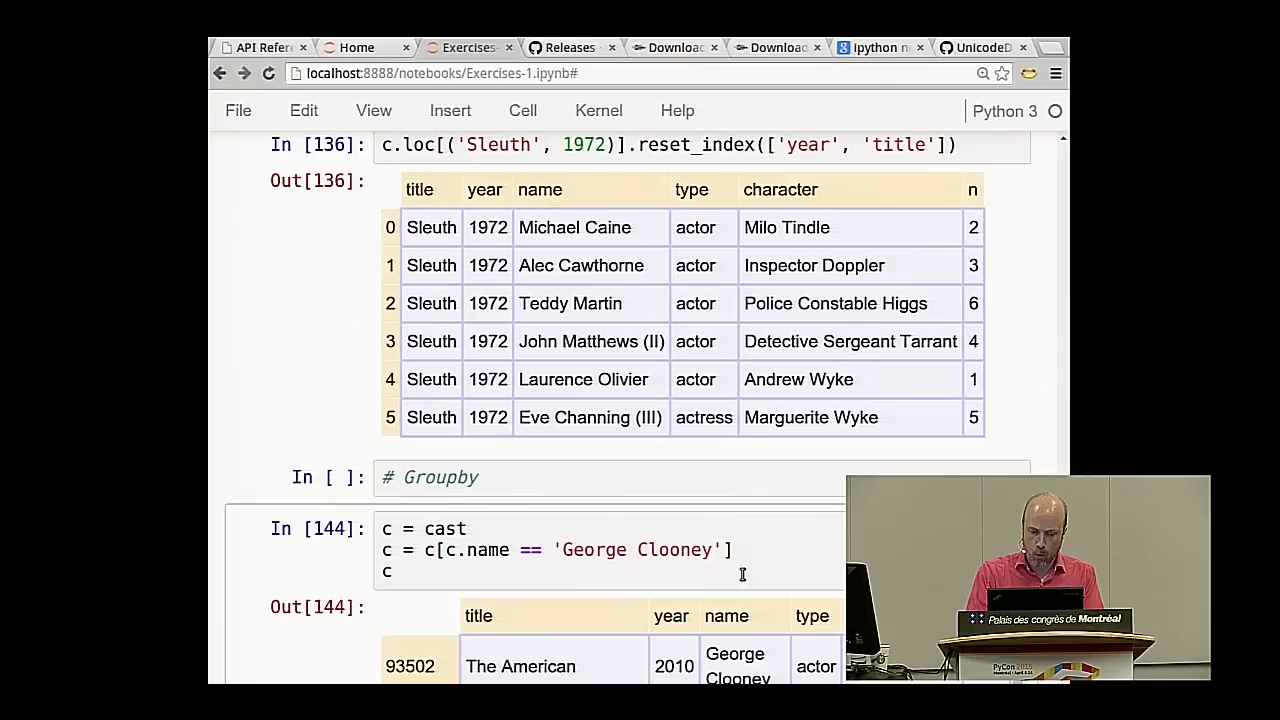 API Refer
Home
Exercises-
Releases
Downloac
Download
ipython n
UnicodeD
localhost:8888/notebooks/Exercises-1.ipynb#
File Edit View Insert Cell Kernel Help Python 3
In [136]: c.loc[('Sleuth', 1972)].reset_index(['year', 'title'])
Out[136]:
title year name type character n
0 Sleuth 1972 Michael Caine actor Milo Tindle 2
1 Sleuth 1972 Alec Cawthorne actor Inspector Doppler 3
2 Sleuth 1972 Teddy Martin actor Police Constable Higgs 6
3 Sleuth 1972 John Matthews (II) actor Detective Sergeant Tarrant 4
4 Sleuth 1972 Laurence Olivier actor Andrew Wyke 1
5 Sleuth 1972 Eve Channing (III) actress Marguerite Wyke 5
In [ ]: # Groupby
In [144]: c = cast
c = c[c.name == 'George Clooney']
c
Out[144]:
title year name type
93502 The American 2010 George Clooney actor
Palais des congrès de Montréal
PyCon 2015